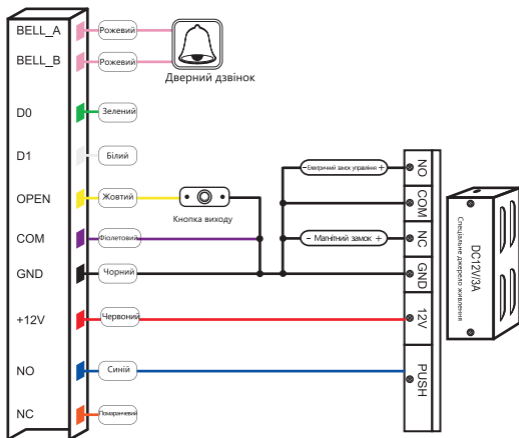 BELL_A
Рожевий
BELL_B
Рожевий
Дверний дзвінок
D0
Зелений
D1
Білий
OPEN
Жовтий
Кнопка виходу
COM
Фіолетовий
GND
Чорний
+12V
Червоний
NO
Синій
NC
Помаранчевий
- Електричний замок управління +
- Магнітний замок +
NO
COM
NC
GND
12V
PUSH
DC12V/3A
Спеціальне джерело живлення